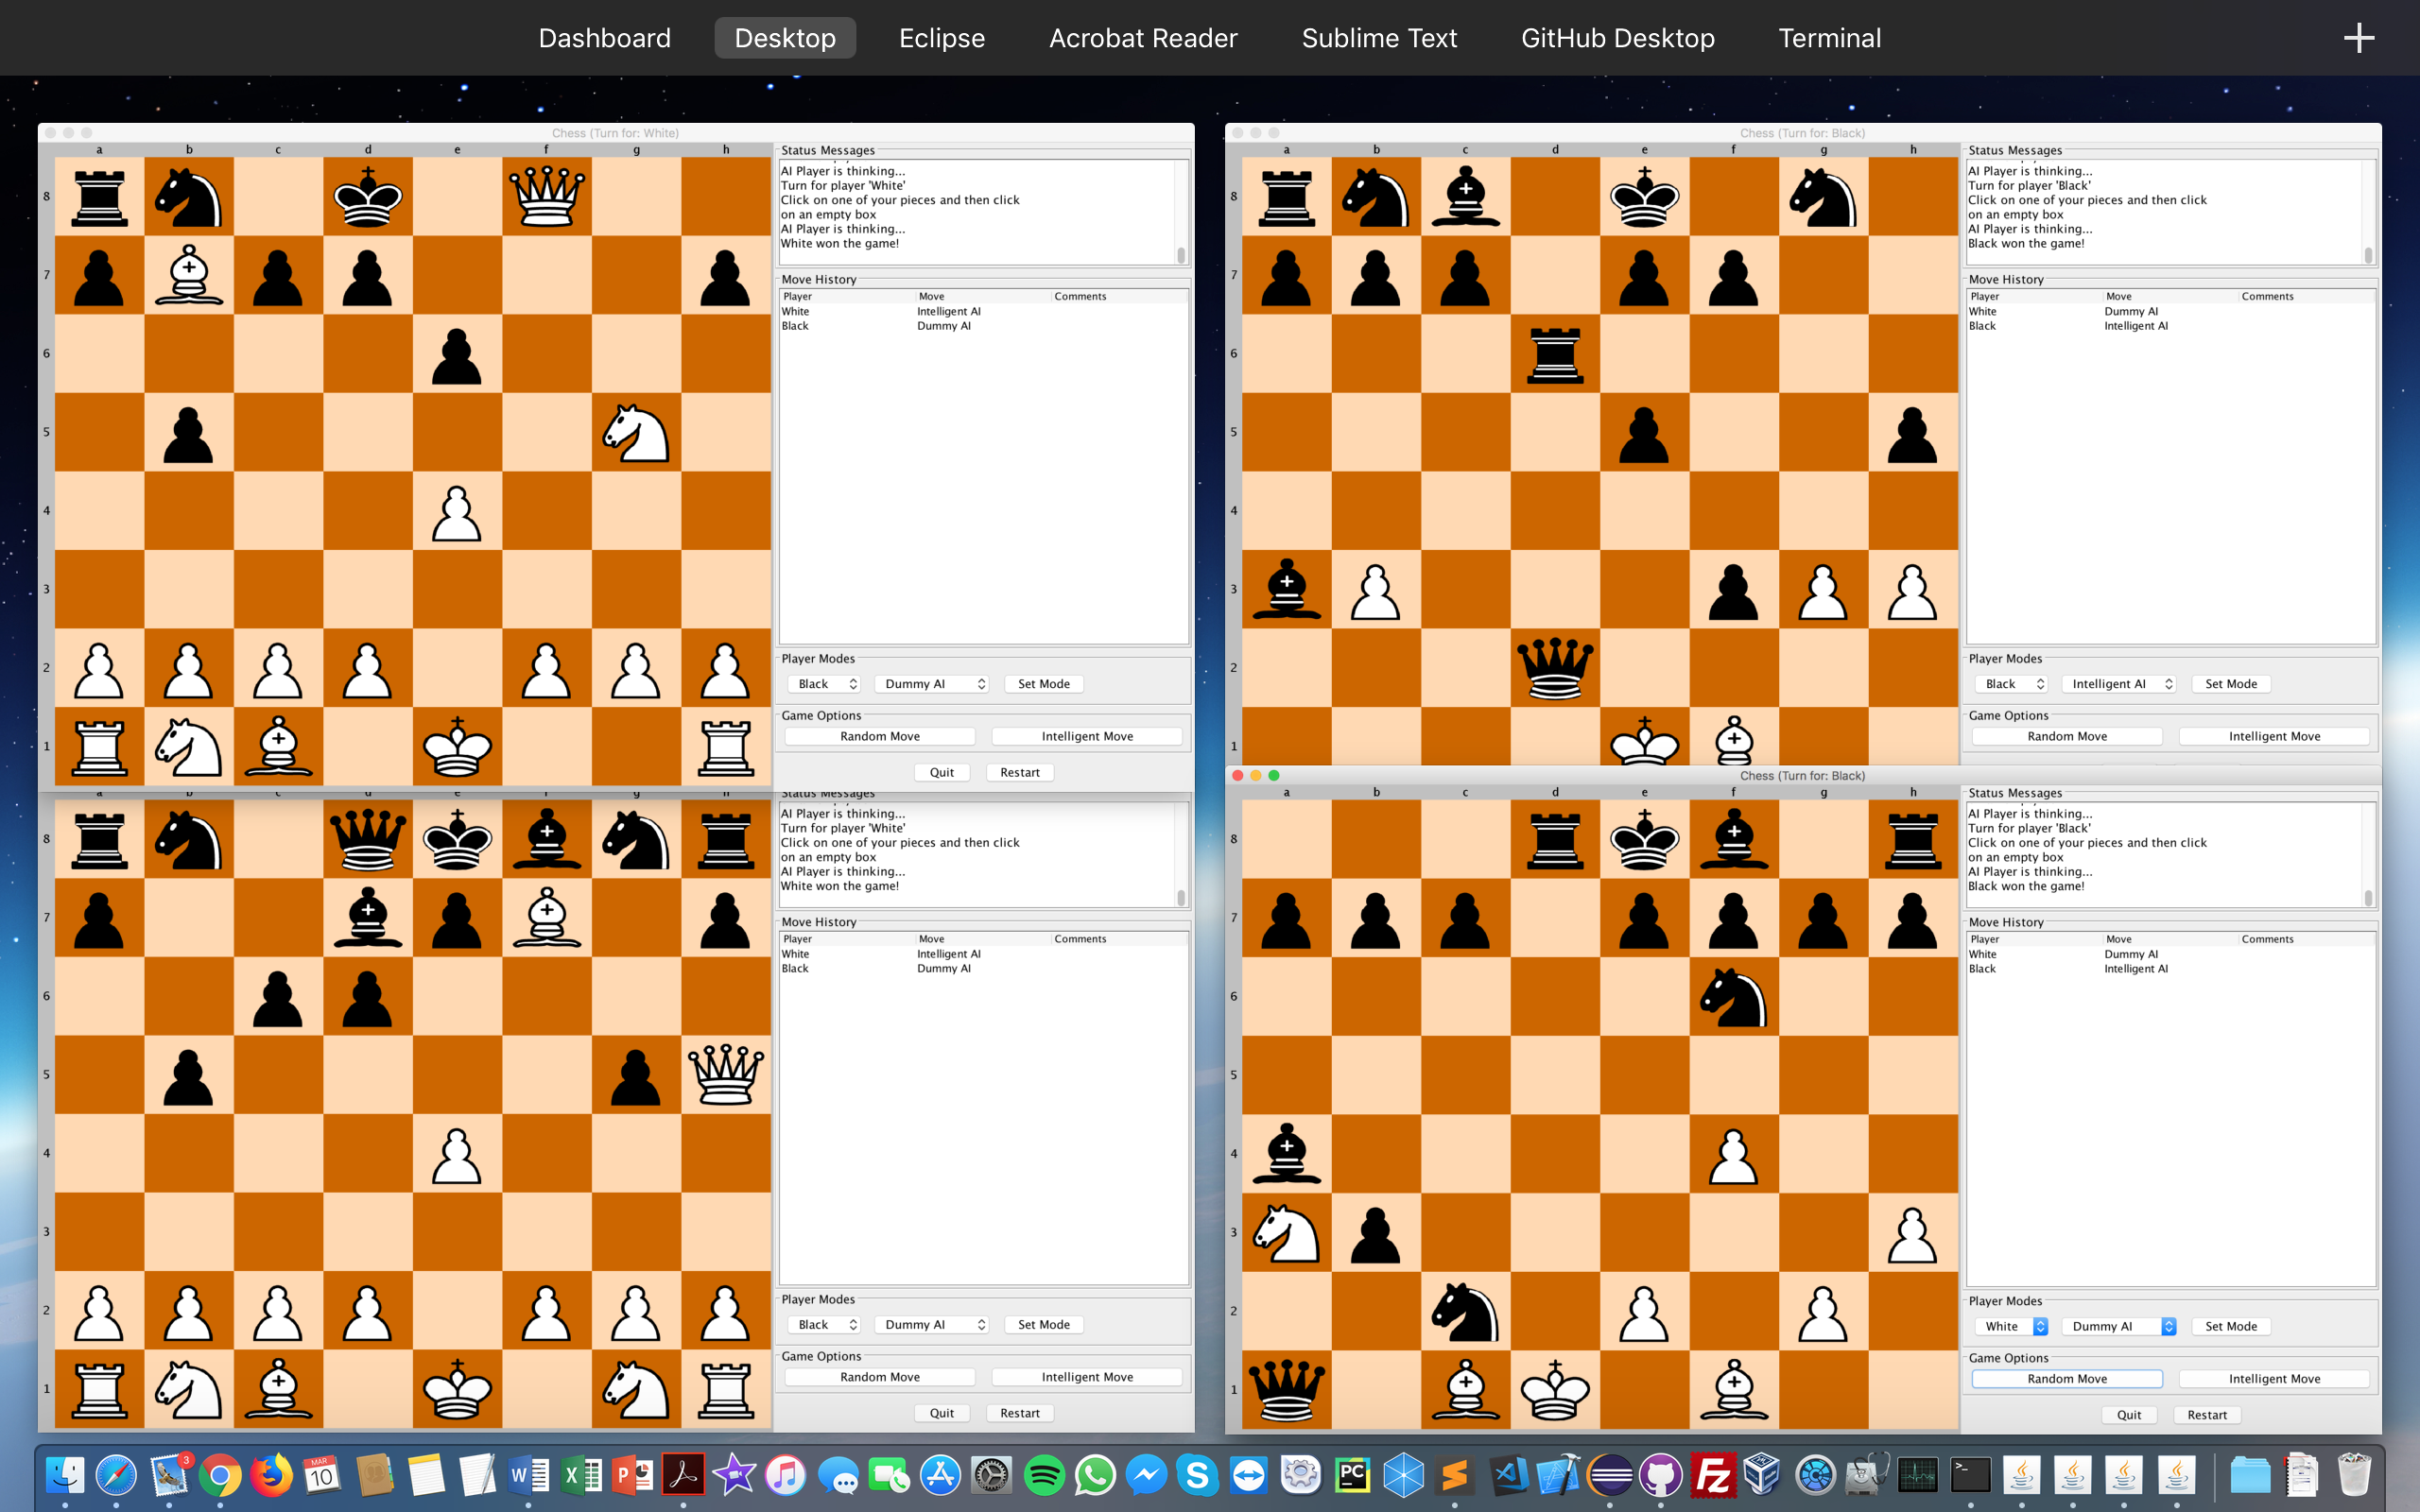 Dashboard Desktop Eclipse Acrobat Reader Sublime Text GitHub Desktop Terminal
Chess (Turn for: White)
a b c d e f g h
8
7
6
5
4
3
2
1
Status Messages
AI Player is thinking...
Turn for player 'White'
Click on one of your pieces and then click
on an empty box
AI Player is thinking...
White won the game!
Move History
Player Move Comments
White Intelligent AI
Black Dummy AI
Player Modes
Black Dummy AI Set Mode
Game Options
Random Move Intelligent Move
Quit Restart
Chess (Turn for: Black)
a b c d e f g h
8
7
6
5
4
3
2
1
Status Messages
AI Player is thinking...
Turn for player 'Black'
Click on one of your pieces and then click
on an empty box
AI Player is thinking...
Black won the game!
Move History
Player Move Comments
White Dummy AI
Black Intelligent AI
Player Modes
Black Intelligent AI Set Mode
Game Options
Random Move Intelligent Move
a b c d e f g h
8
7
6
5
4
3
2
1
Status Messages
AI Player is thinking...
Turn for player 'White'
Click on one of your pieces and then click
on an empty box
AI Player is thinking...
White won the game!
Move History
Player Move Comments
White Intelligent AI
Black Dummy AI
Player Modes
Black Dummy AI Set Mode
Game Options
Random Move Intelligent Move
Quit Restart
Chess (Turn for: Black)
a b c d e f g h
8
7
6
5
4
3
2
1
Status Messages
AI Player is thinking...
Turn for player 'Black'
Click on one of your pieces and then click
on an empty box
AI Player is thinking...
Black won the game!
Move History
Player Move Comments
White Dummy AI
Black Intelligent AI
Player Modes
White Dummy AI Set Mode
Game Options
Random Move Intelligent Move
Quit Restart
3 MAR 10 W X P S PC Fz >_